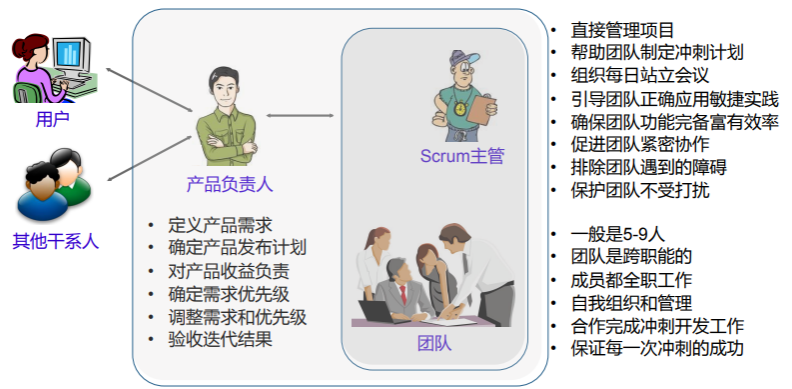 用户
其他干系人
产品负责人
• 定义产品需求
• 确定产品发布计划
• 对产品收益负责
• 确定需求优先级
• 调整需求和优先级
• 验收迭代结果
Scrum主管
团队
• 直接管理项目
• 帮助团队制定冲刺计划
• 组织每日站立会议
• 引导团队正确应用敏捷实践
• 确保团队功能完备富有效率
• 促进团队紧密协作
• 排除团队遇到的障碍
• 保护团队不受打扰
• 一般是5-9人
• 团队是跨职能的
• 成员都全职工作
• 自我组织和管理
• 合作完成冲刺开发工作
• 保证每一次冲刺的成功